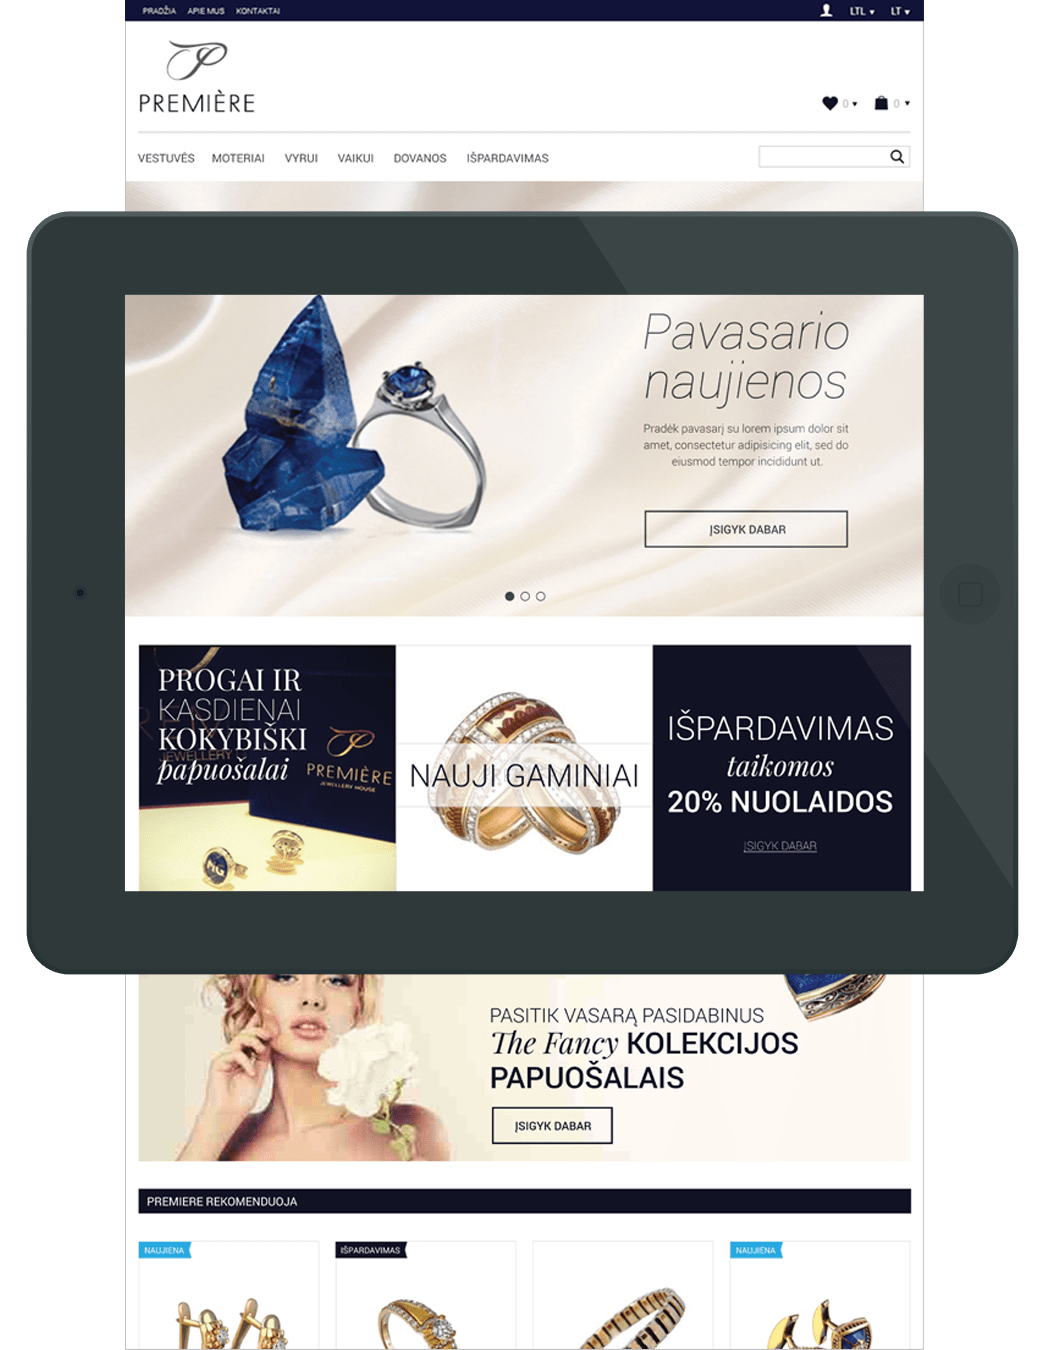 PRADŽIA APIE MUS KONTAKTAI LTL LT
PREMIÈRE
0 0
VESTUVĖS MOTERIAI VYRUI VAIKUI DOVANOS IŠPARDAVIMAS
Pavasario
naujienos
Pradėk pavasarį su lorem ipsum dolor sit
amet, consectetur adipisicing elit, sed do
eiusmod tempor incididunt ut.
ĮSIGYK DABAR
PROGAI IR
KASDIENAI
KOKYBIŠKI
papuošalai
JEWELLERY
PREMIÈRE
JEWELLERY HOUSE
NAUJI GAMINIAI
IŠPARDAVIMAS
taikomos
20% NUOLAIDOS
ĮSIGYK DABAR
PASITIK VASARĄ PASIDABINUS
The Fancy KOLEKCIJOS
PAPUOŠALAIS
ĮSIGYK DABAR
PREMIERE REKOMENDUOJA
NAUJIENA IŠPARDAVIMAS NAUJIENA